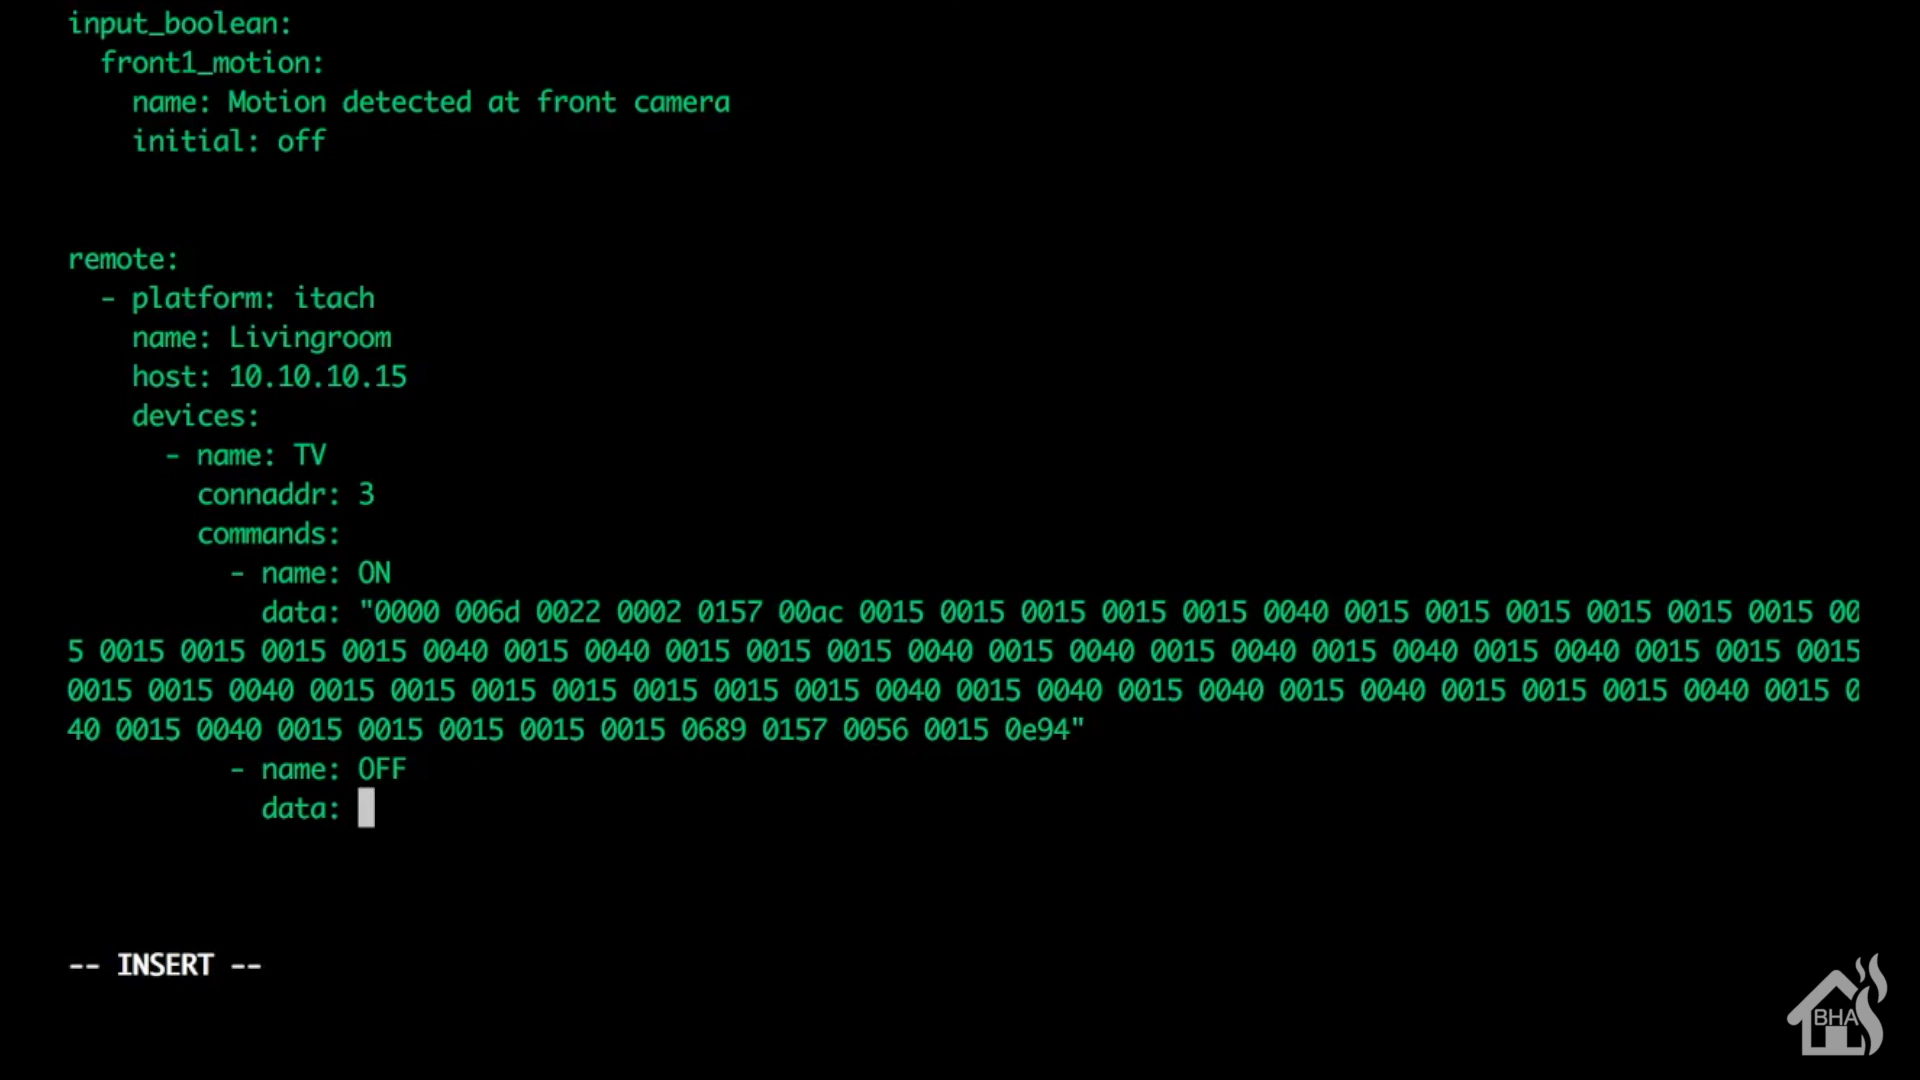 input_boolean:
  front1_motion:
    name: Motion detected at front camera
    initial: off
remote:
  - platform: itach
    name: Livingroom
    host: 10.10.10.15
    devices:
      - name: TV
        connaddr: 3
        commands:
          - name: ON
            data: "0000 006d 0022 0002 0157 00ac 0015 0015 0015 0015 0015 0040 0015 0015 0015 0015 0015 0015 00
5 0015 0015 0015 0015 0040 0015 0040 0015 0015 0015 0040 0015 0040 0015 0040 0015 0040 0015 0040 0015 0015 0015
0015 0015 0040 0015 0015 0015 0015 0015 0015 0015 0040 0015 0040 0015 0040 0015 0040 0015 0015 0015 0040 0015 0
40 0015 0040 0015 0015 0015 0015 0015 0689 0157 0056 0015 0e94"
          - name: OFF
            data:
-- INSERT --
BHA